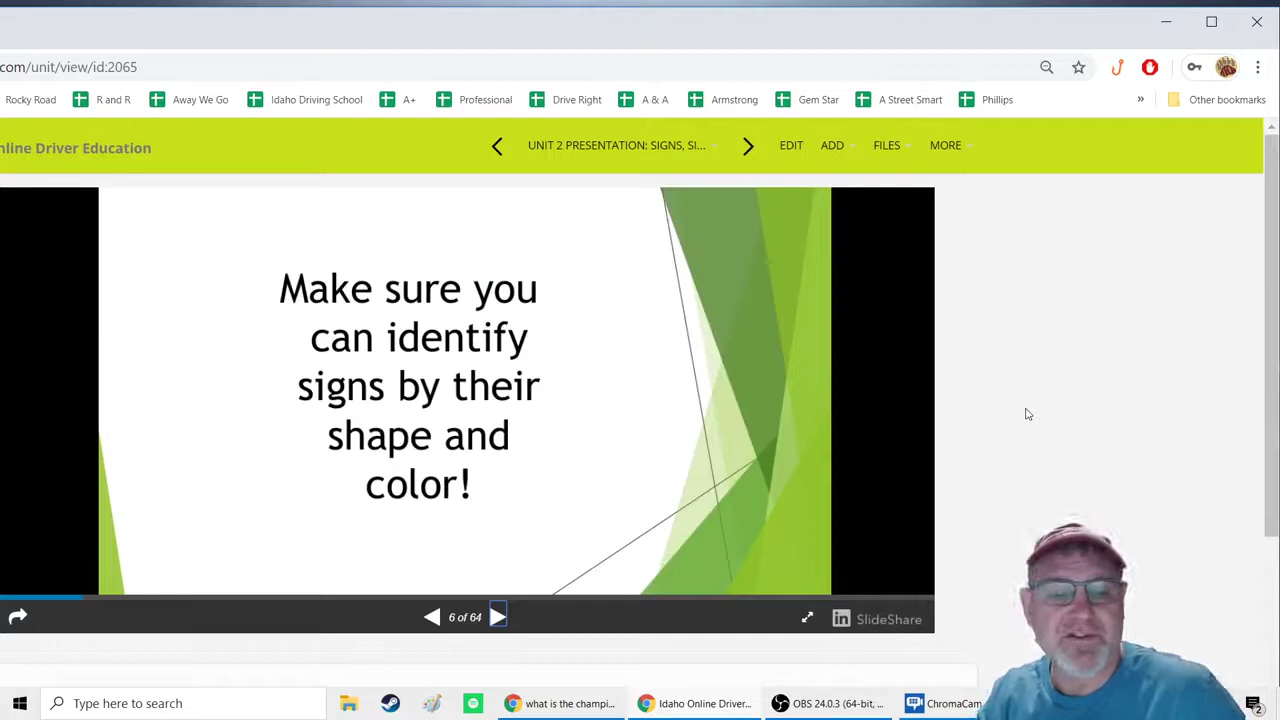 com/unit/view/id:2065
Rocky Road R and R Away We Go Idaho Driving School A+ Professional Drive Right A & A Armstrong Gem Star A Street Smart Phillips » Other bookmarks
nline Driver Education UNIT 2 PRESENTATION: SIGNS, SI... EDIT ADD FILES MORE
Make sure you
can identify
signs by their
shape and
color!
6 of 64 in SlideShare
Type here to search what is the champi... Idaho Online Driver... OBS 24.0.3 (64-bit, ... ChromaCam 2